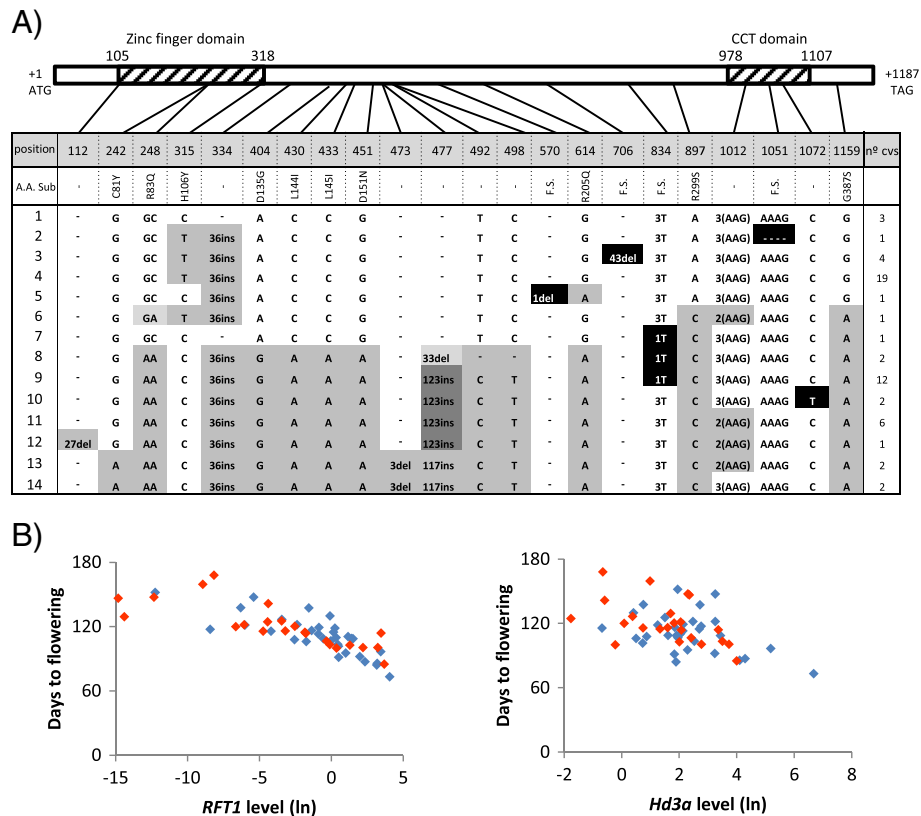 A)
Zinc finger domain
CCT domain
105 318 978 1107
+1 ATG
+1187 TAG
position 112 242 248 315 334 404 430 433 451 473 477 492 498 570 614 706 834 897 1012 1051 1072 1159 nº cvs
A.A. Sub - C81Y R83Q H106Y - D135G L144I L145I D151N - - - - F.S. R205Q F.S. F.S. R299S - F.S. - G387S
1 - G GC C - A C C G - - T C - G - 3T A 3(AAG) AAAG C G 3
2 - G GC T 36ins A C C G - - T C - G - 3T A 3(AAG) ---- C G 1
3 - G GC T 36ins A C C G - - T C - G 43del 3T A 3(AAG) AAAG C G 4
4 - G GC T 36ins A C C G - - T C - G - 3T A 3(AAG) AAAG C G 19
5 - G GC C 36ins A C C G - - T C 1del A - 3T A 3(AAG) AAAG C G 1
6 - G GA T 36ins A C C G - - T C - G - 3T C 2(AAG) AAAG C A 1
7 - G GC C - A C C G - - T C - G - 1T C 3(AAG) AAAG C A 1
8 - G AA C 36ins G A A A - 33del - - - A - 1T C 3(AAG) AAAG C A 2
9 - G AA C 36ins G A A A - 123ins C T - A - 1T C 3(AAG) AAAG C A 12
10 - G AA C 36ins G A A A - 123ins C T - A - 3T C 3(AAG) AAAG T A 2
11 - G AA C 36ins G A A A - 123ins C T - A - 3T C 2(AAG) AAAG C A 6
12 27del G AA C 36ins G A A A - 123ins C T - A - 3T C 2(AAG) AAAG C A 1
13 - A AA C 36ins G A A A 3del 117ins C T - A - 3T C 2(AAG) AAAG C A 2
14 - A AA C 36ins G A A A 3del 117ins C T - A - 3T C 3(AAG) AAAG C A 2
B)
Days to flowering
180
120
60
0
-15 -10 -5 0 5
RFT1 level (ln)
Days to flowering
180
120
60
0
-2 0 2 4 6 8
Hd3a level (ln)